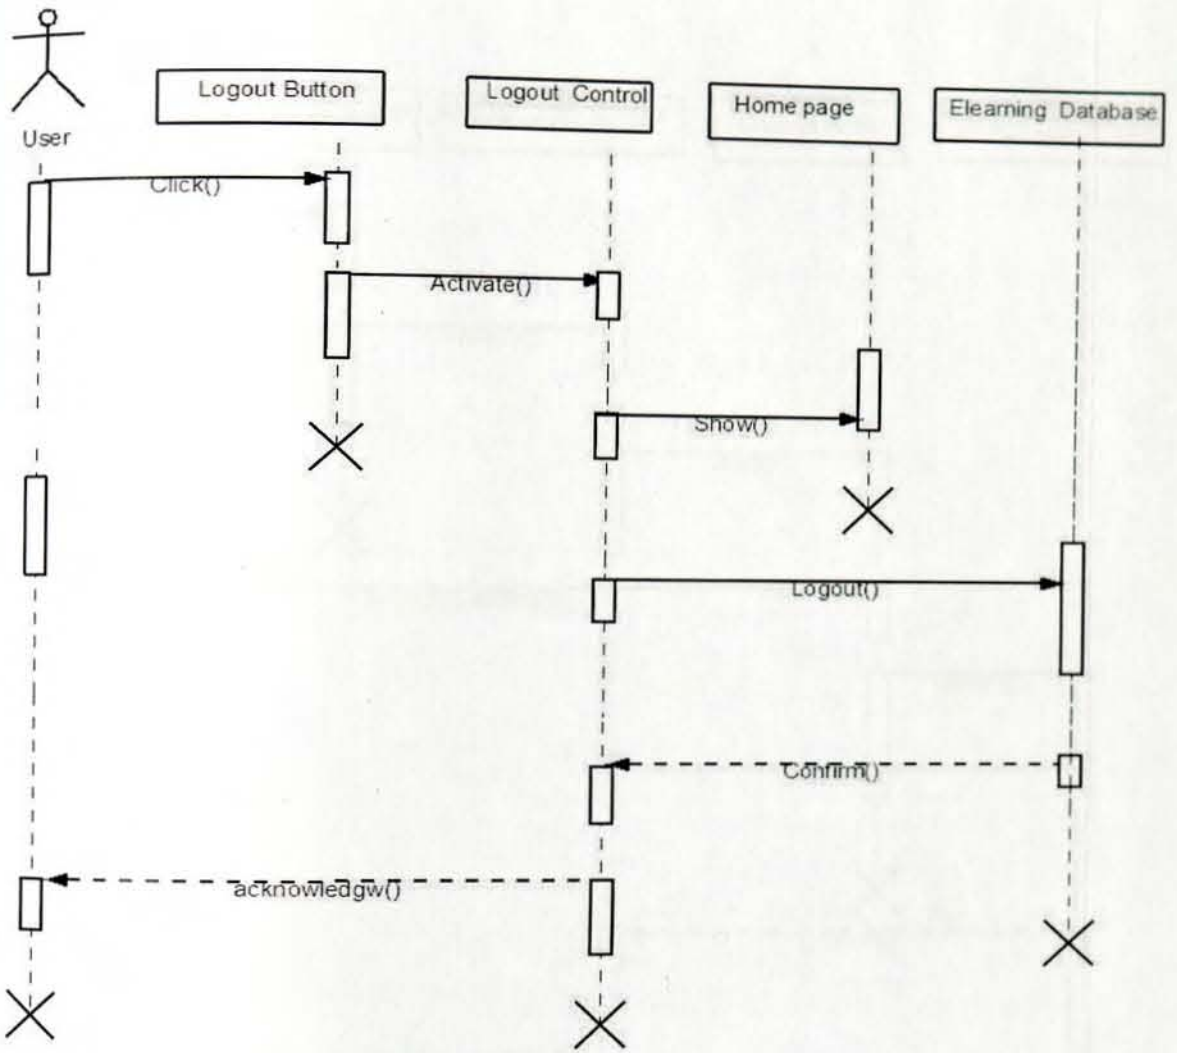 User
Logout Button
Logout Control
Home page
Elearning Database
Click()
Activate()
Show()
Logout()
Confirm()
acknowledgw()